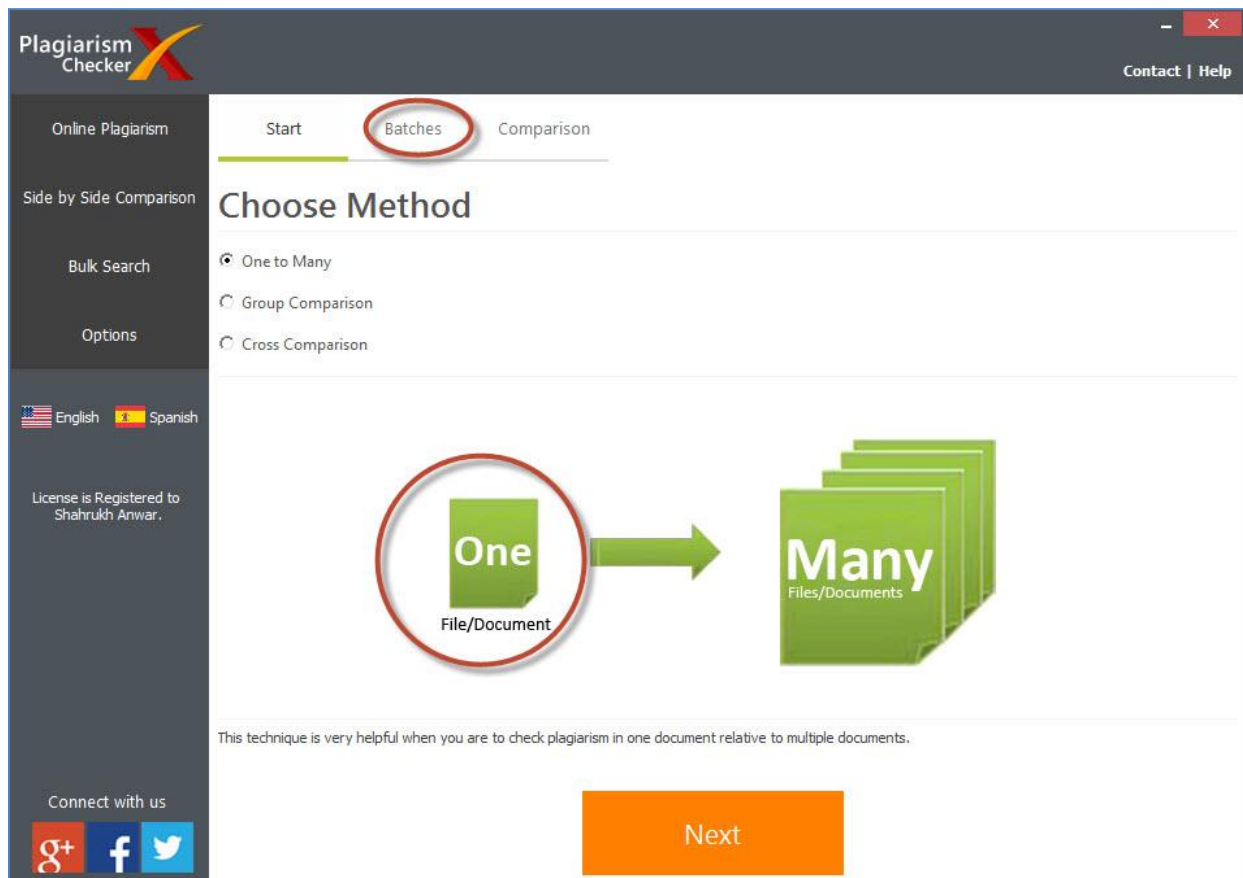 Plagiarism
Checker
Contact | Help
Online Plagiarism
Side by Side Comparison
Bulk Search
Options
English Spanish
License is Registered to
Shahrukh Anwar.
Connect with us
g+ f
Start Batches Comparison
Choose Method
One to Many
Group Comparison
Cross Comparison
One
File/Document
Many
Files/Documents
This technique is very helpful when you are to check plagiarism in one document relative to multiple documents.
Next